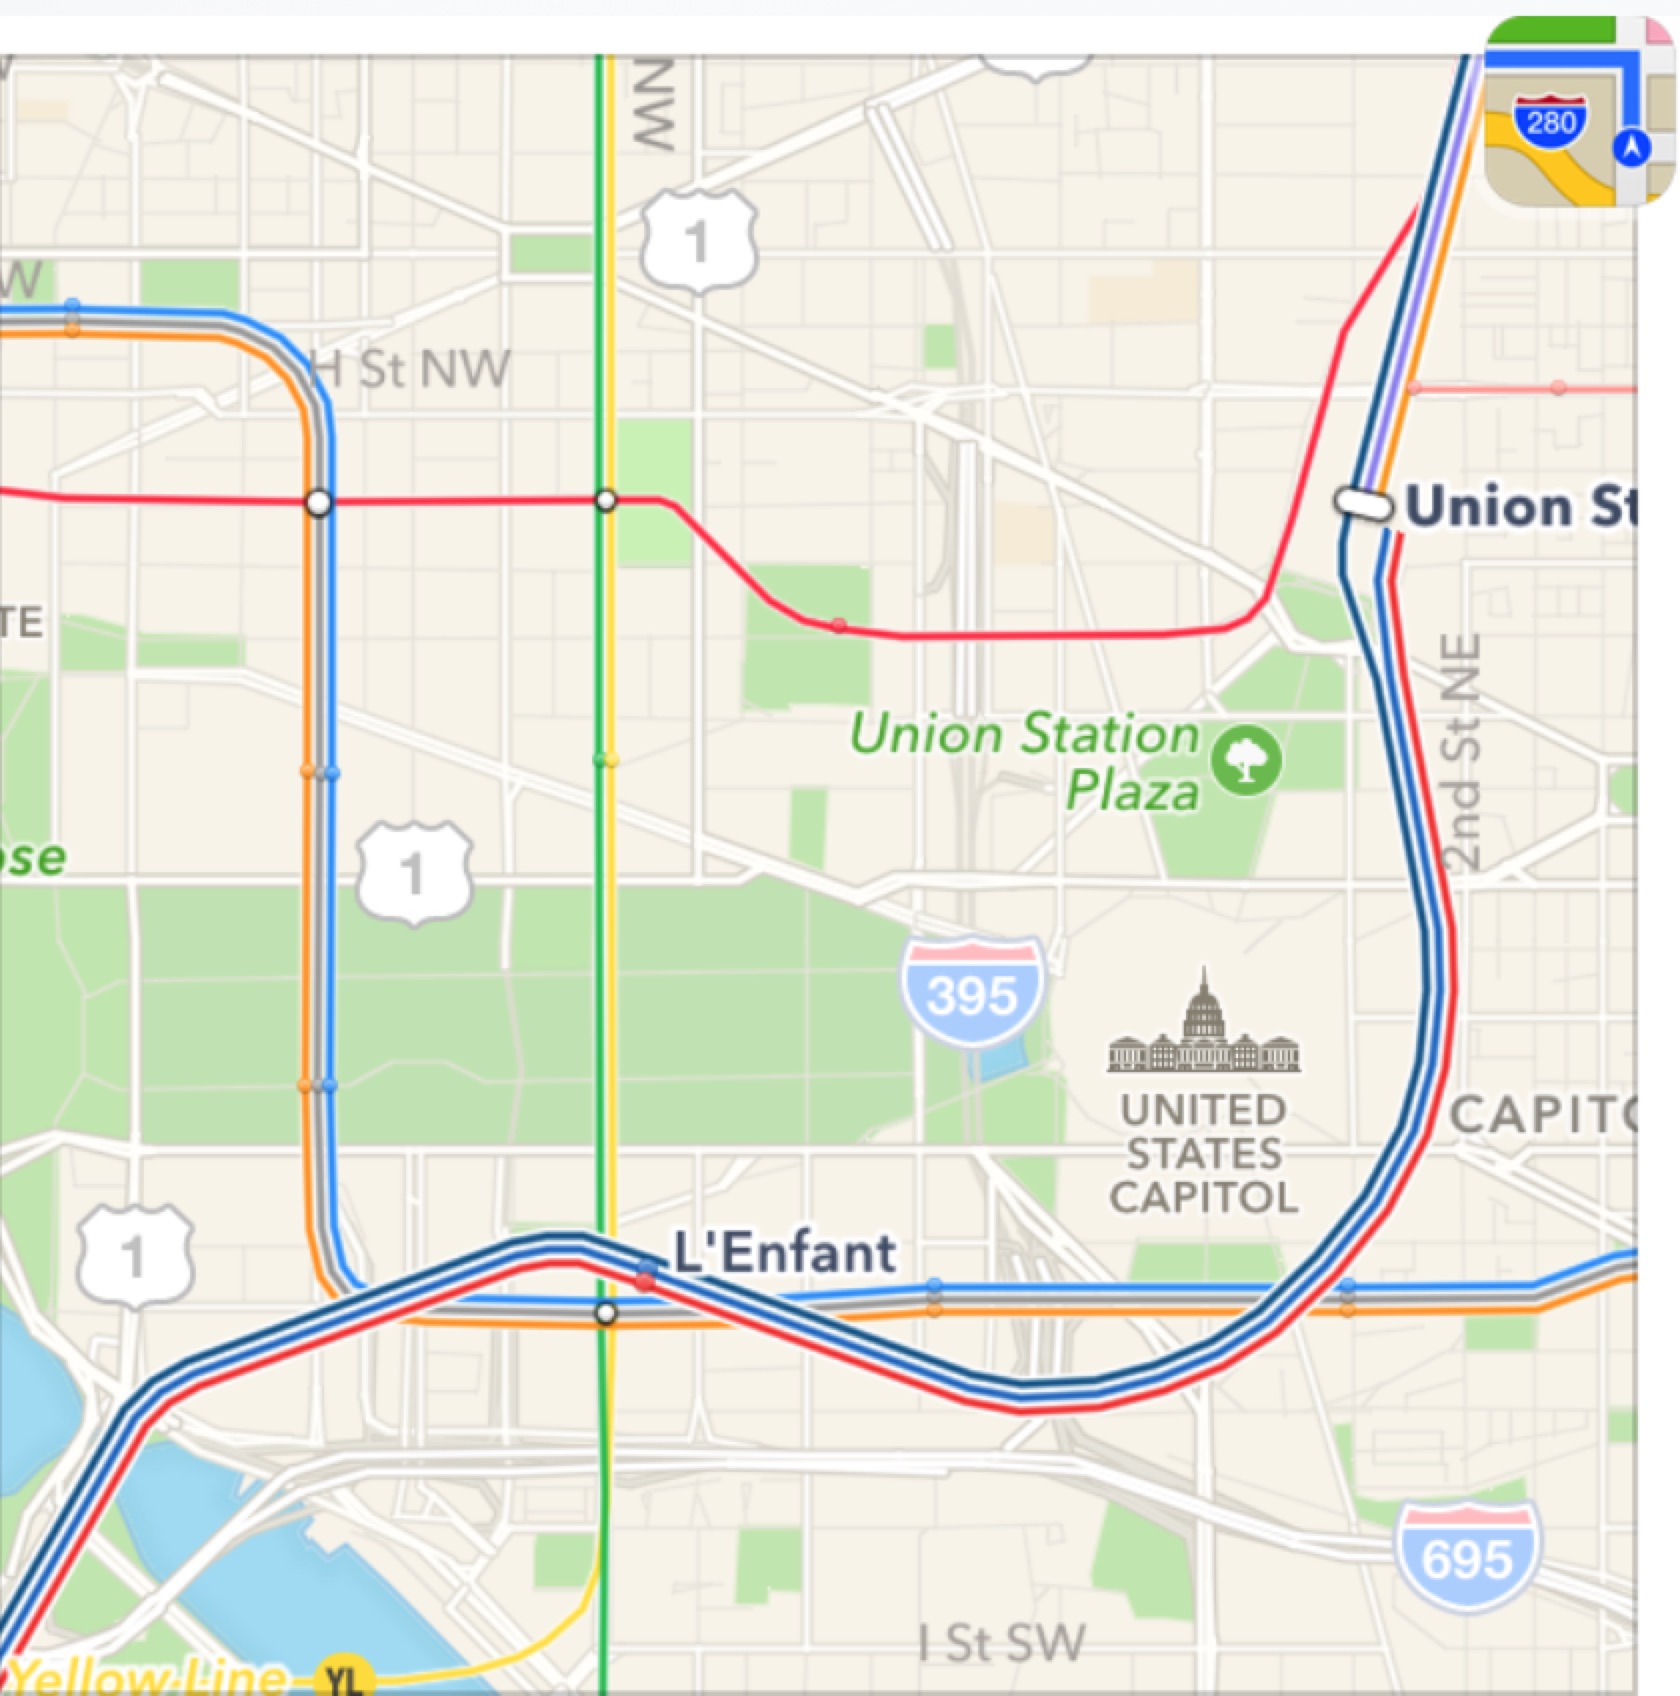 NW
280
1
W
H St NW
Union St
TE
Union Station
Plaza
2nd St NE
ose
1
395
UNITED
STATES
CAPITOL
CAPITO
1
L'Enfant
695
I St SW
Yellow Line
YL